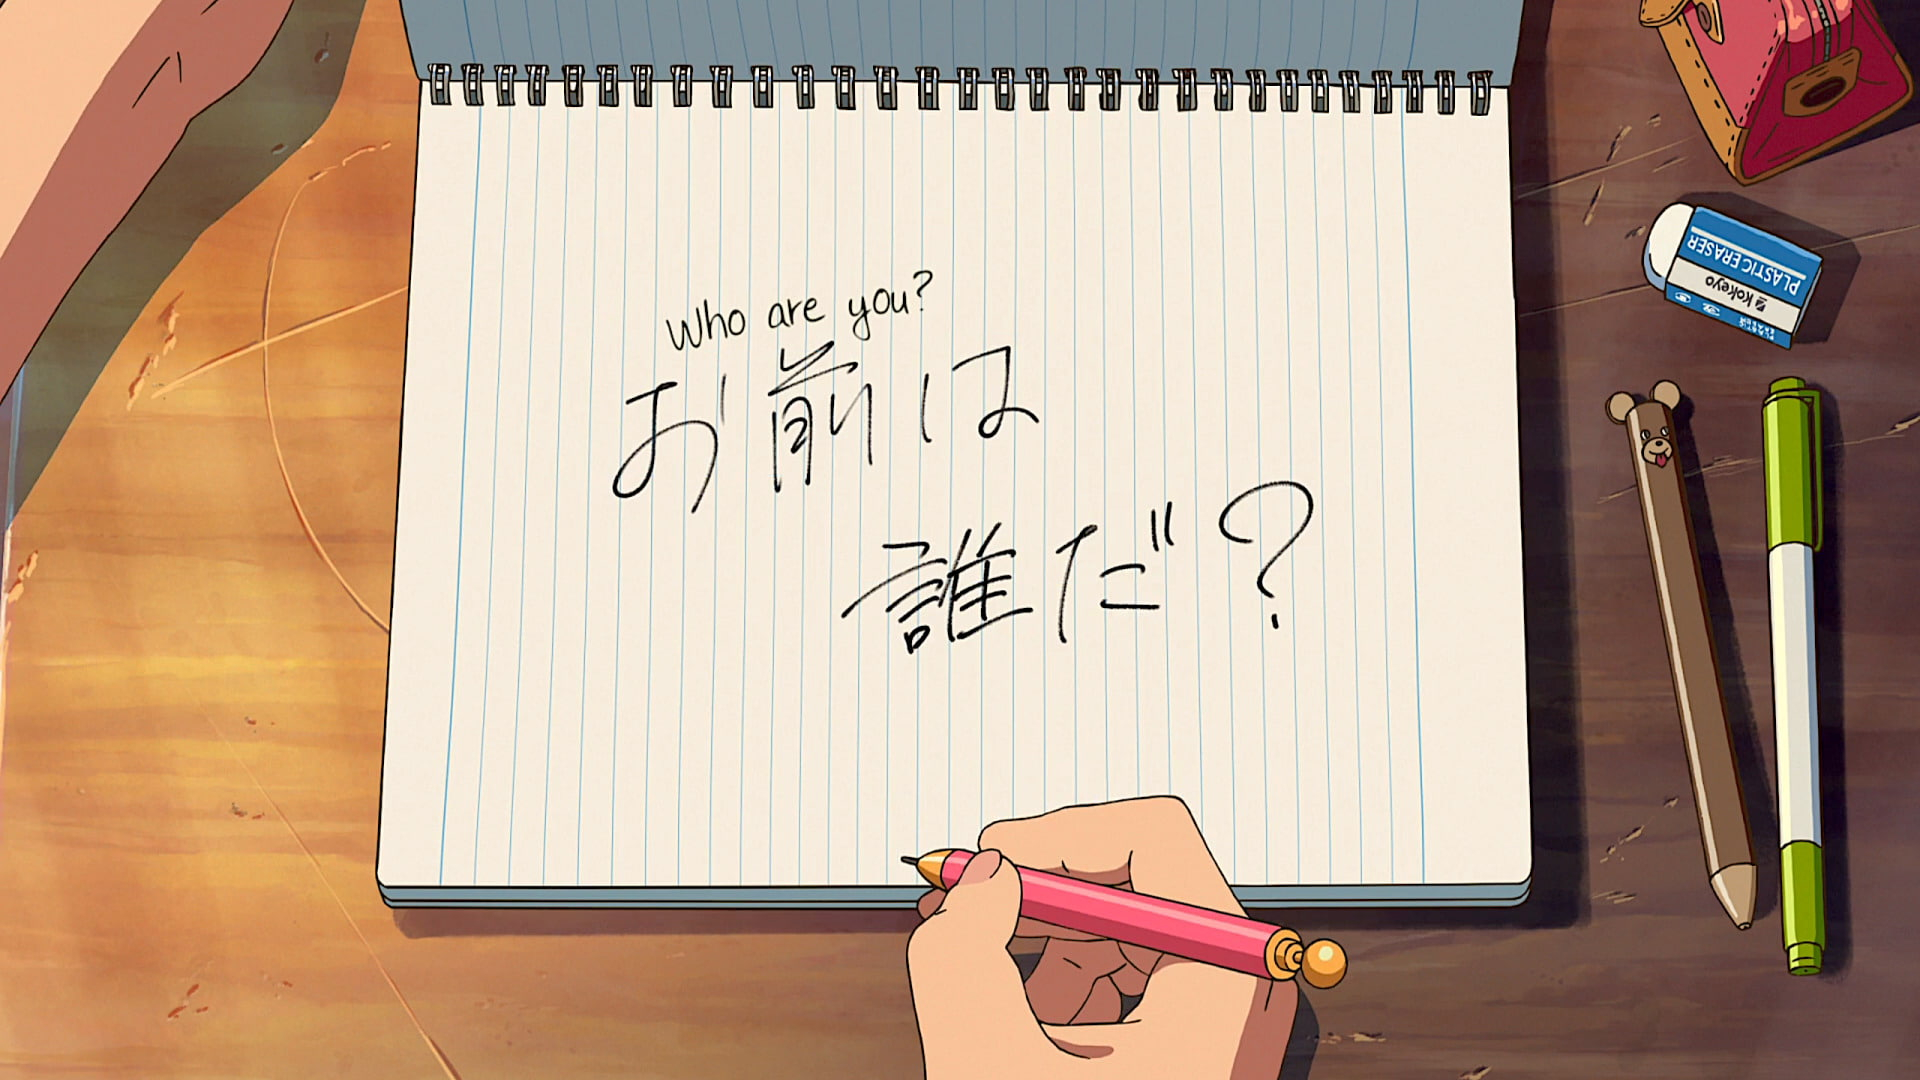 Who are you?
お前は
誰だ?
PLASTIC ERASER
kokeyo